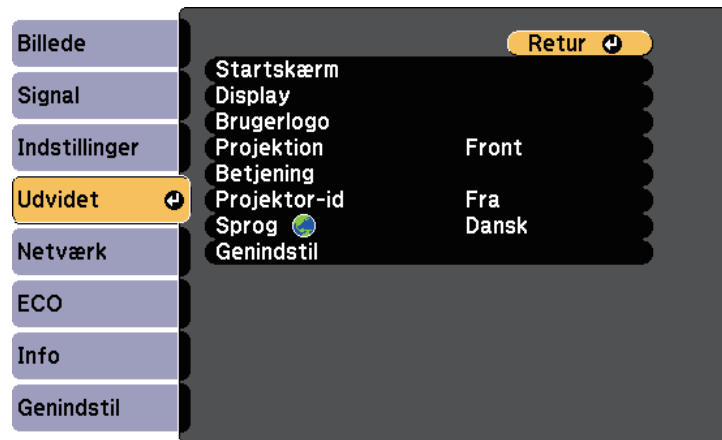 Billede
Signal
Indstillinger
Udvidet
Netværk
ECO
Info
Genindstil
Retur
Startskærm
Display
Brugerlogo
Projektion Front
Betjening
Projektor-id Fra
Sprog Dansk
Genindstil